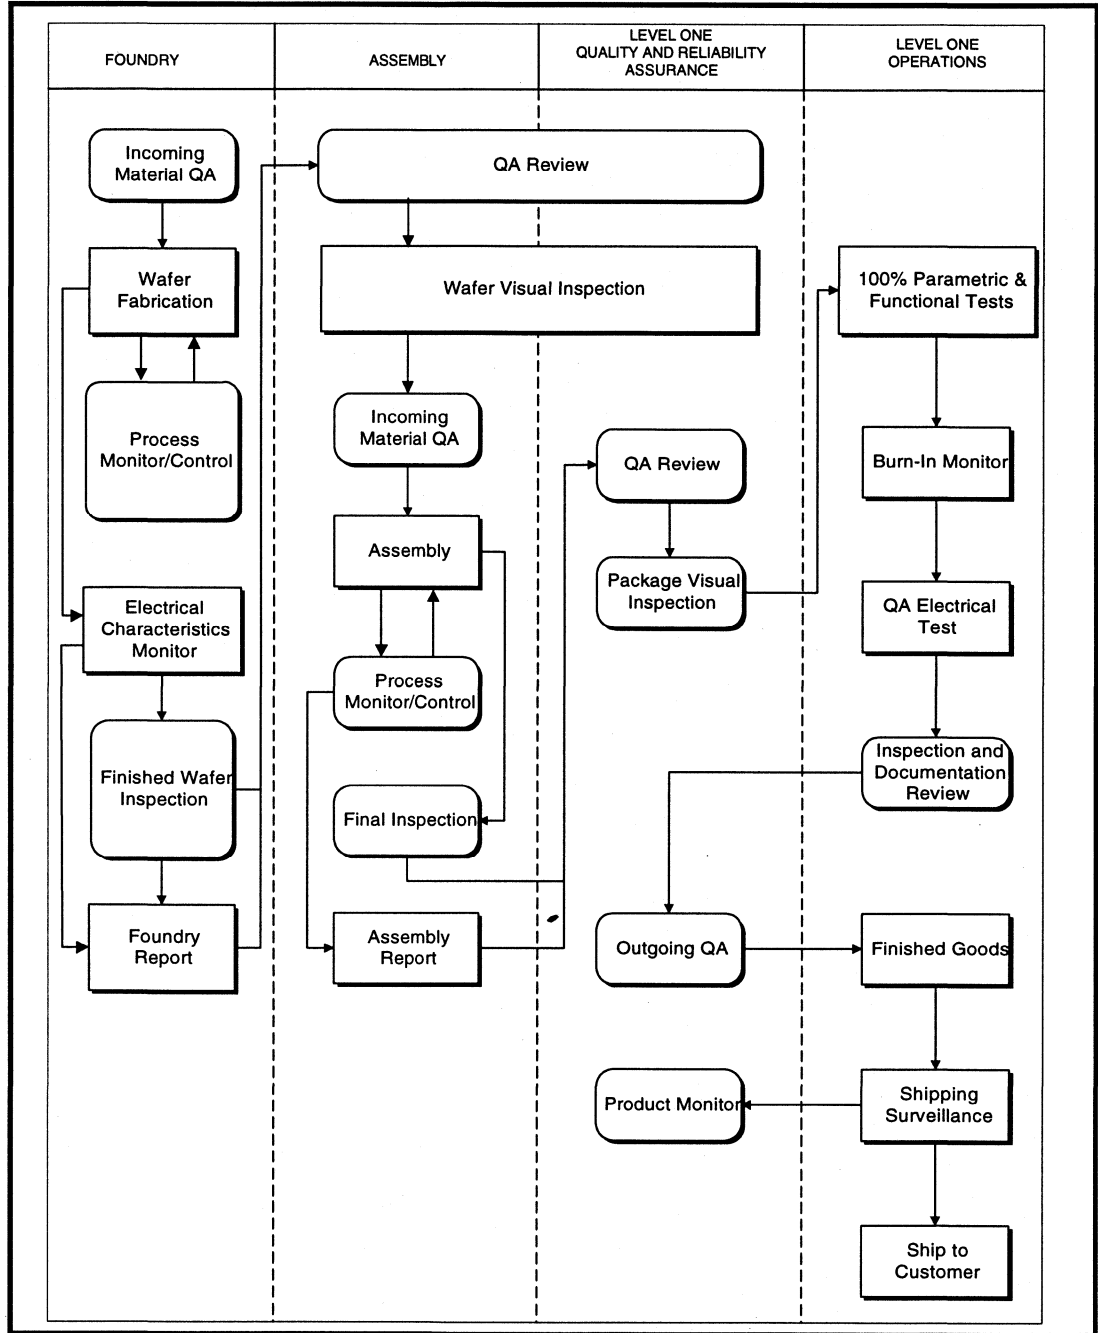 FOUNDRY
ASSEMBLY
LEVEL ONE
QUALITY AND RELIABILITY
ASSURANCE
LEVEL ONE
OPERATIONS
Incoming
Material QA
Wafer
Fabrication
Process
Monitor/Control
Electrical
Characteristics
Monitor
Finished Wafer
Inspection
Foundry
Report
QA Review
Wafer Visual Inspection
Incoming
Material QA
Assembly
Process
Monitor/Control
Final Inspection
Assembly
Report
QA Review
Package Visual
Inspection
Outgoing QA
Product Monitor
100% Parametric &
Functional Tests
Burn-In Monitor
QA Electrical
Test
Inspection and
Documentation
Review
Finished Goods
Shipping
Surveillance
Ship to
Customer